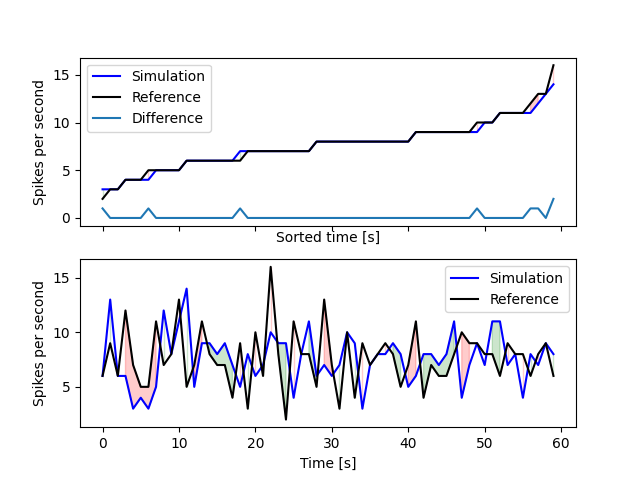 Spikes per second
15
10
5
0
Simulation
Reference
Difference
Sorted time [s]
Spikes per second
15
10
5
Simulation
Reference
0
10
20
30
40
50
60
Time [s]